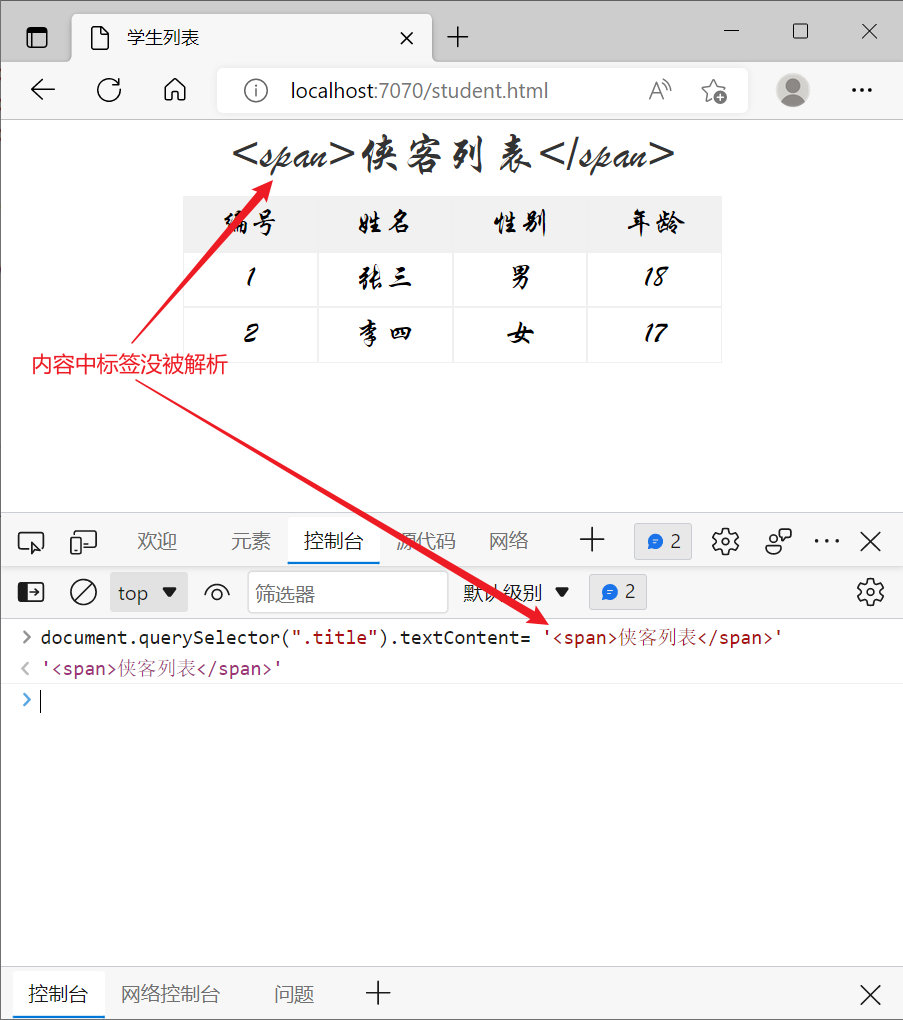 学生列表
localhost:7070/student.html
<span>侠客列表</span>
编号 姓名 性别 年龄
1 张三 男 18
2 李四 女 17
内容中标签没被解析
欢迎 元素 控制台 源代码 网络 2
top 筛选器 默认级别 2
document.querySelector(".title").textContent= '<span>侠客列表</span>'
'<span>侠客列表</span>'
控制台 网络控制台 问题